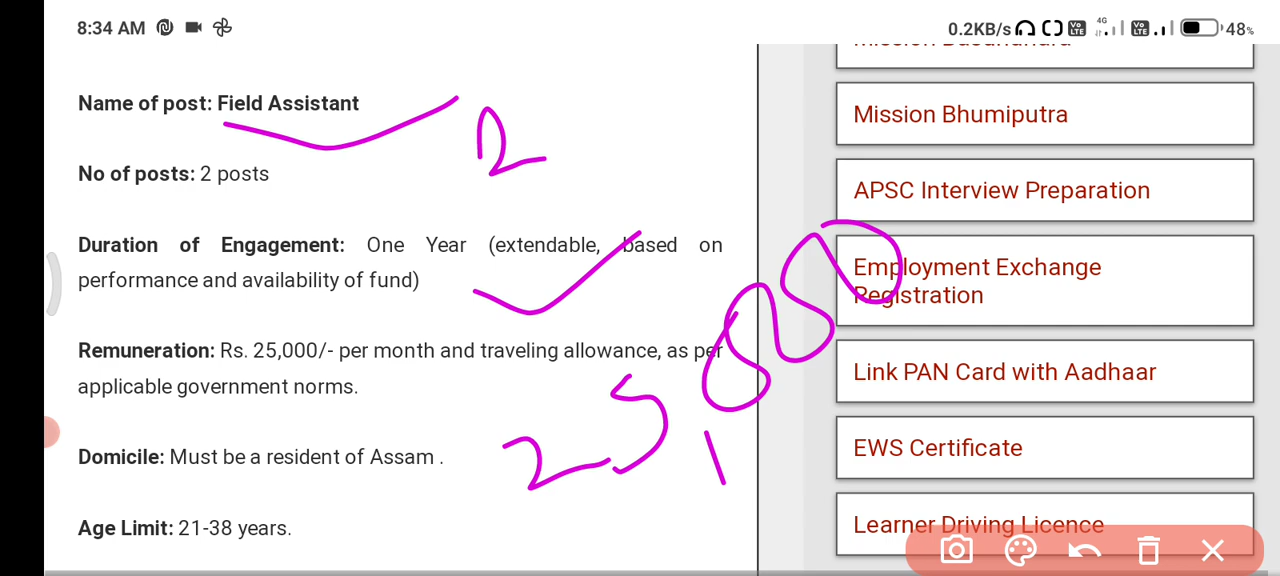 8:34 AM
0.2KB/s 4G 48%
Name of post: Field Assistant
2
No of posts: 2 posts
Duration of Engagement: One Year (extendable, based on
performance and availability of fund)
Remuneration: Rs. 25,000/- per month and traveling allowance, as per
applicable government norms.
25,000
Domicile: Must be a resident of Assam .
Age Limit: 21-38 years.
Mission Bhumiputra
APSC Interview Preparation
Employment Exchange
Registration
Link PAN Card with Aadhaar
EWS Certificate
Learner Driving Licence